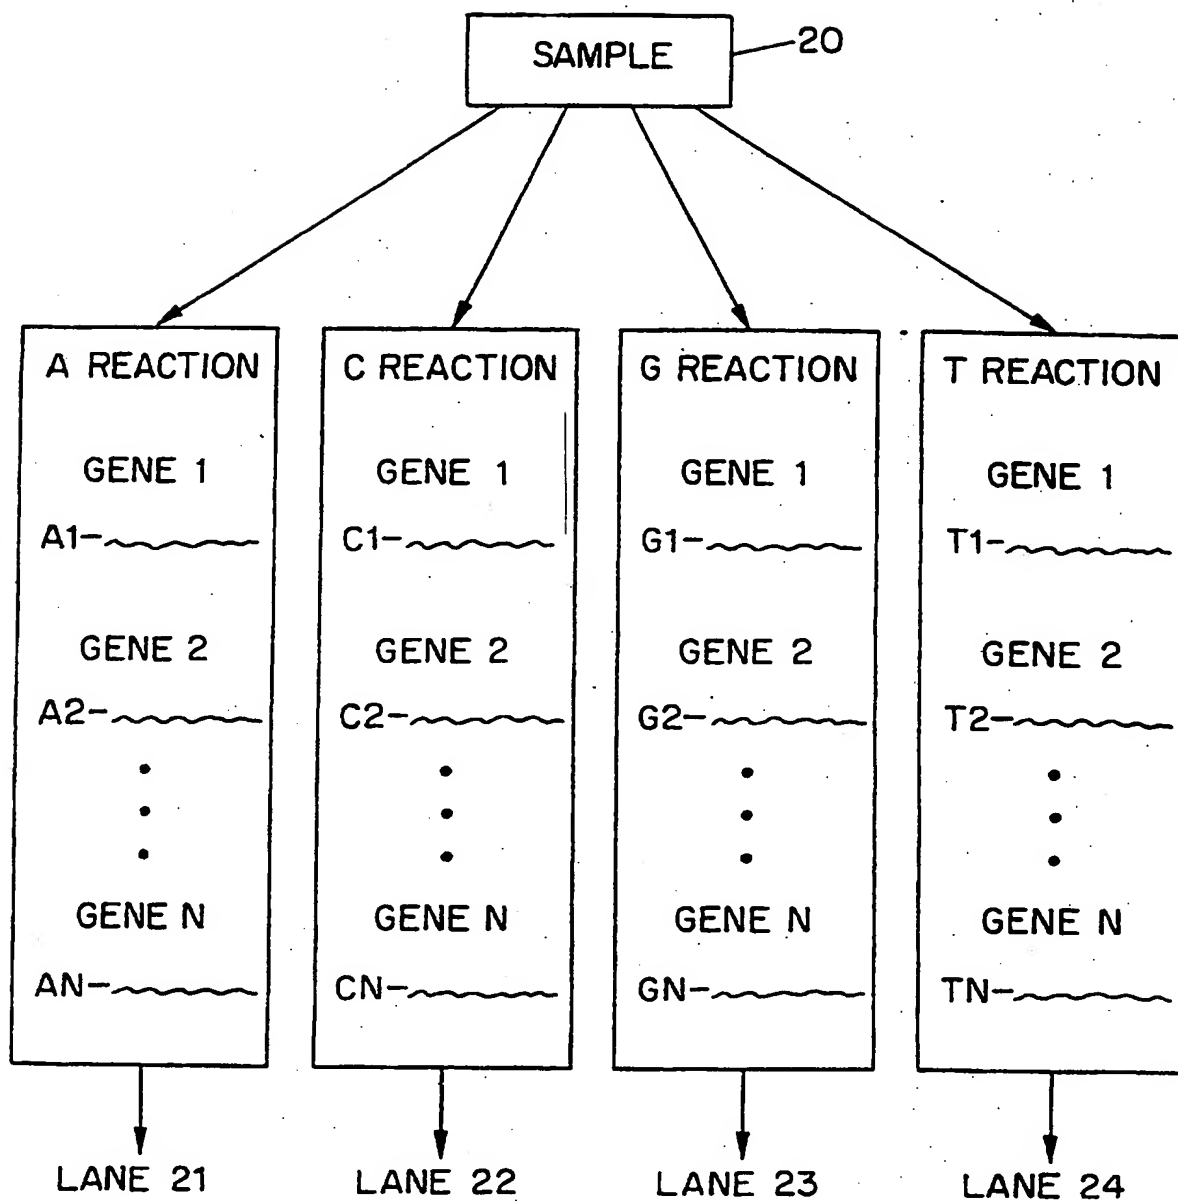 SAMPLE 20
A REACTION C REACTION G REACTION T REACTION
GENE 1 GENE 1 GENE 1 GENE 1
A1- C1- G1- T1-
GENE 2 GENE 2 GENE 2 GENE 2
A2- C2- G2- T2-
GENE N GENE N GENE N GENE N
AN- CN- GN- TN-
LANE 21 LANE 22 LANE 23 LANE 24